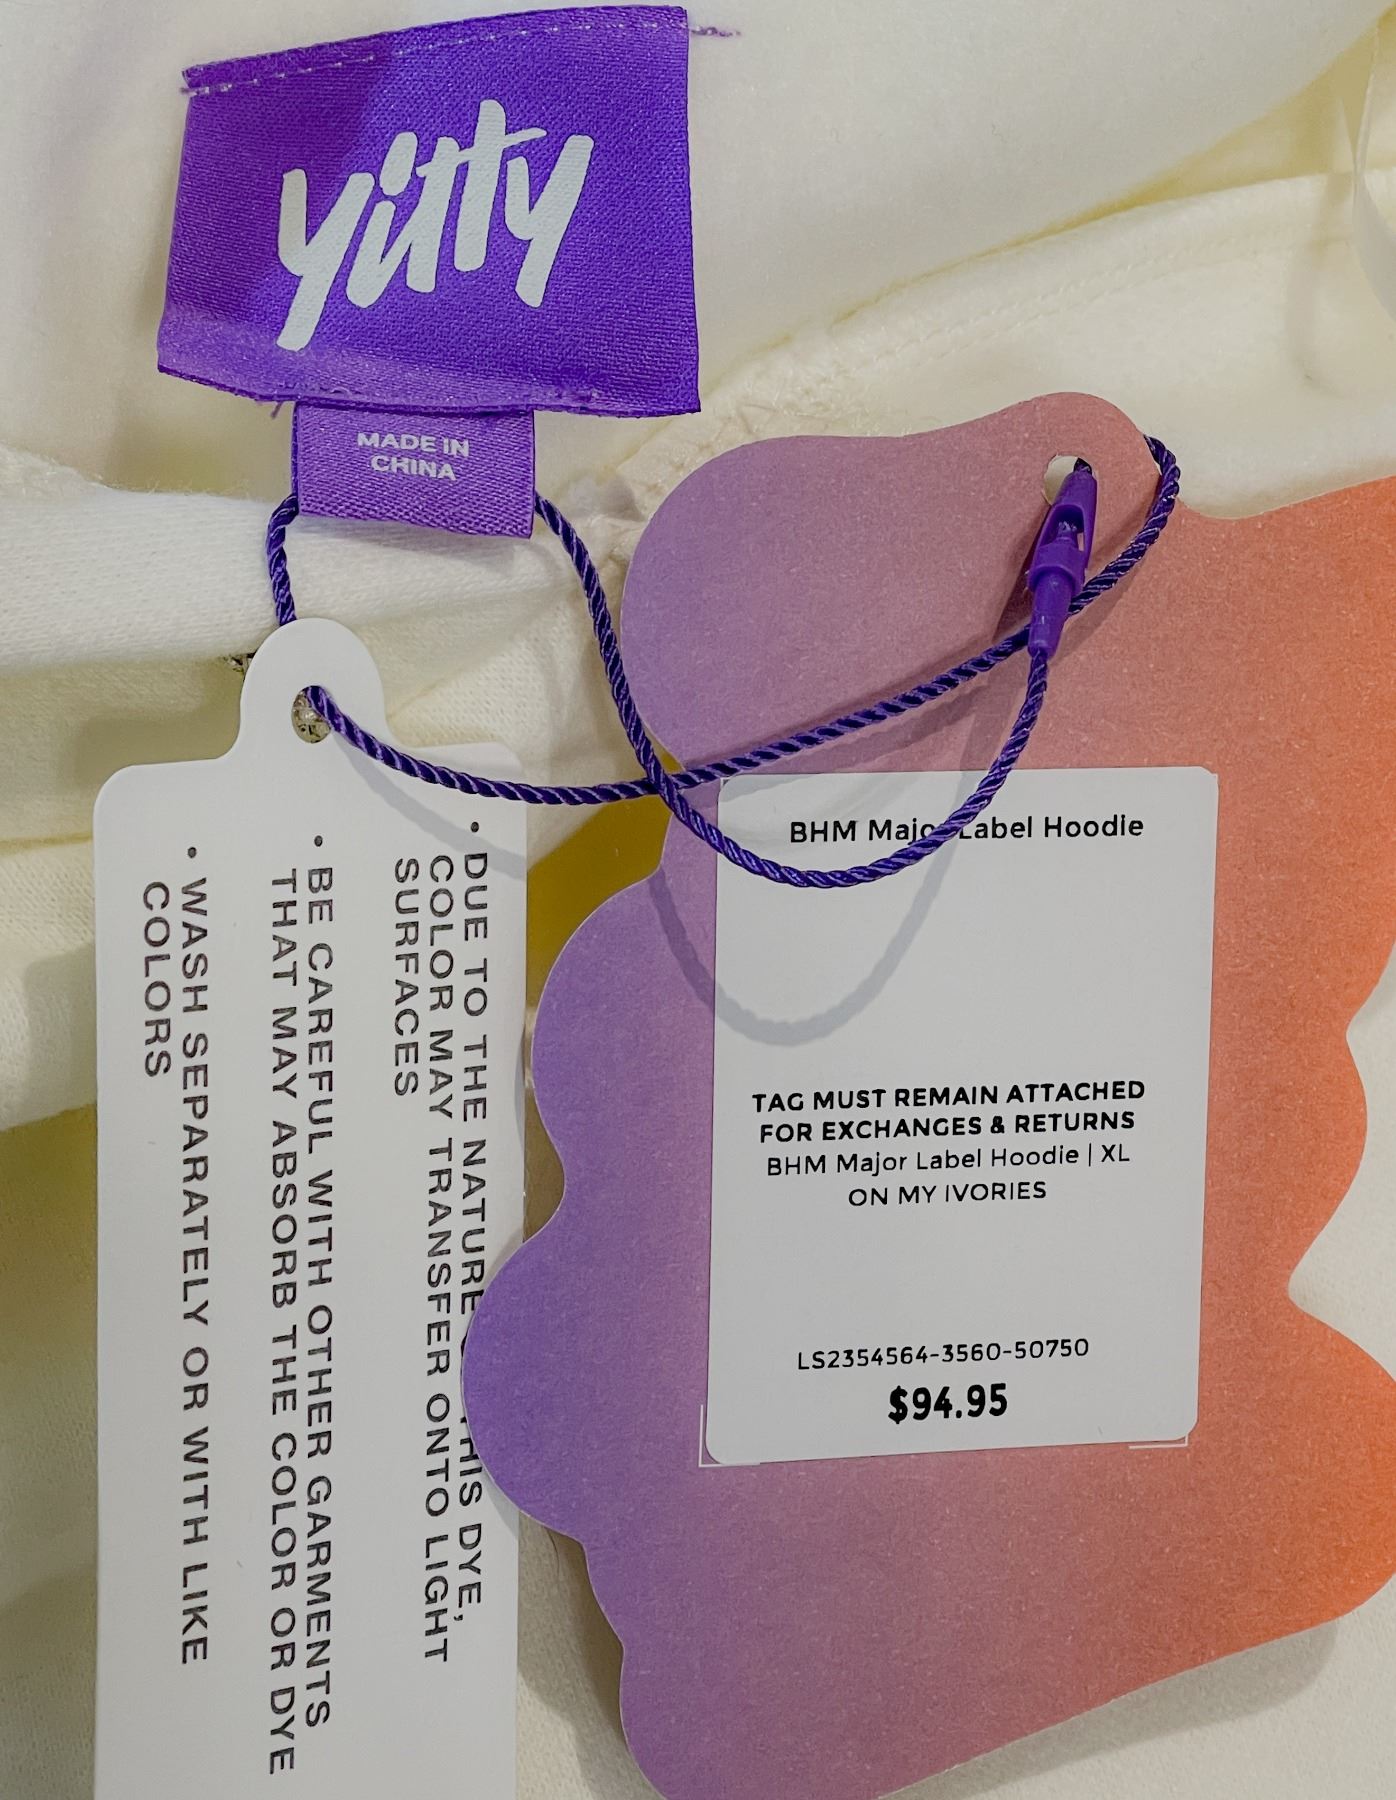 yitty
MADE IN
CHINA
BHM Major Label Hoodie
TAG MUST REMAIN ATTACHED
FOR EXCHANGES & RETURNS
BHM Major Label Hoodie | XL
ON MY IVORIES
LS2354564-3560-50750
$94.95
• DUE TO THE NATURE THIS DYE,
COLOR MAY TRANSFER ONTO LIGHT
SURFACES
• BE CAREFUL WITH OTHER GARMENTS
THAT MAY ABSORB THE COLOR OR DYE
• WASH SEPARATELY OR WITH LIKE
COLORS